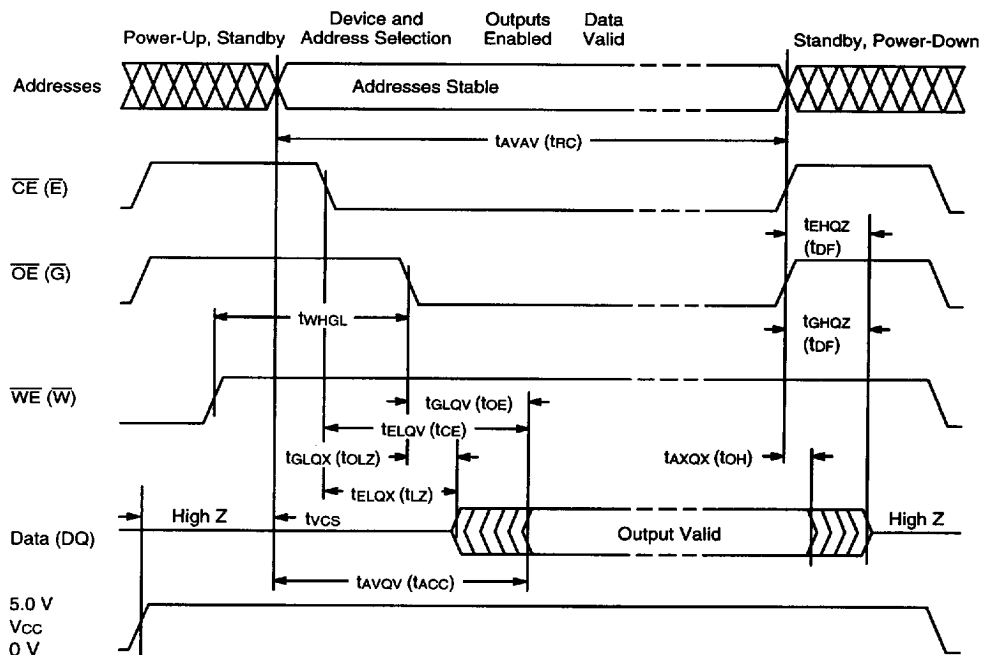 Power-Up, Standby
Device and
Address Selection
Outputs
Enabled
Data
Valid
Standby, Power-Down
Addresses
Addresses Stable
tAVAV (tRC)
CE (E)
tEHQZ
(tDF)
OE (G)
tWHGL
tGHQZ
(tDF)
WE (W)
tGLQV (tOE)
tELQV (tCE)
tGLQX (tOLZ)
tAXQX (tOH)
tELQX (tLZ)
High Z
tVCS
Data (DQ)
Output Valid
High Z
tAVQV (tACC)
5.0 V
VCC
0 V